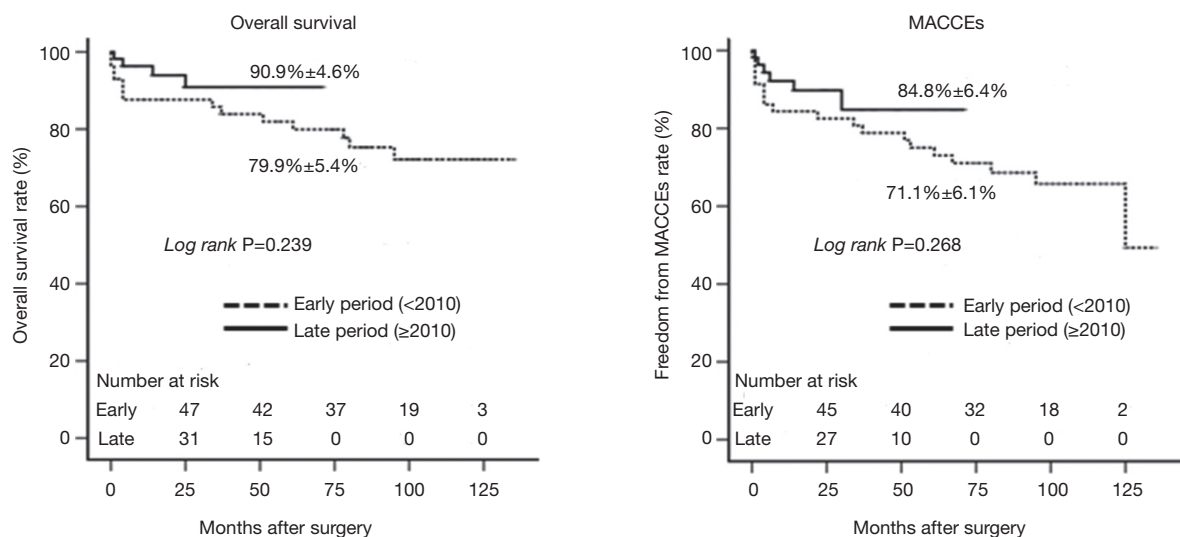 Overall survival
100
80
60
40
20
0
Overall survival rate (%)
90.9%±4.6%
79.9%±5.4%
Log rank P=0.239
Early period (<2010)
Late period (≥2010)
Number at risk
Early 47 42 37 19 3
Late 31 15 0 0 0
0 25 50 75 100 125
Months after surgery
MACCEs
100
80
60
40
20
0
Freedom from MACCEs rate (%)
84.8%±6.4%
71.1%±6.1%
Log rank P=0.268
Early period (<2010)
Late period (≥2010)
Number at risk
Early 45 40 32 18 2
Late 27 10 0 0 0
0 25 50 75 100 125
Months after surgery